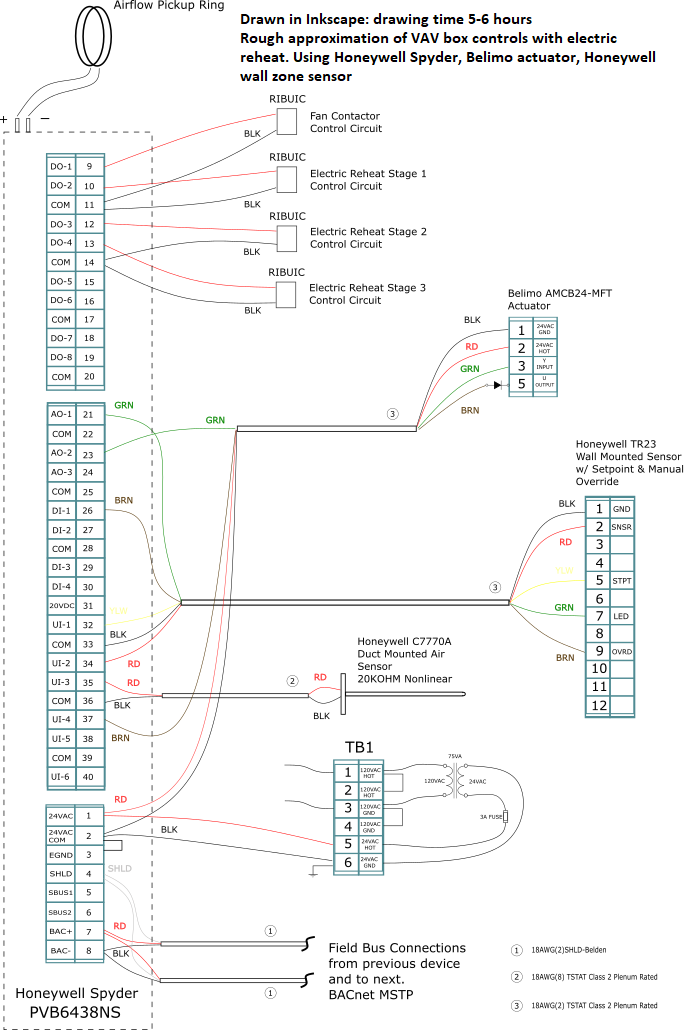 Airflow Pickup Ring
Drawn in Inkscape: drawing time 5-6 hours
Rough approximation of VAV box controls with electric
reheat. Using Honeywell Spyder, Belimo actuator, Honeywell
wall zone sensor
+ −
RIBUIC
BLK
Fan Contactor
Control Circuit
RIBUIC
BLK
Electric Reheat Stage 1
Control Circuit
RIBUIC
BLK
Electric Reheat Stage 2
Control Circuit
RIBUIC
BLK
Electric Reheat Stage 3
Control Circuit
DO-1 9
DO-2 10
COM 11
DO-3 12
DO-4 13
COM 14
DO-5 15
DO-6 16
COM 17
DO-7 18
DO-8 19
COM 20
Belimo AMCB24-MFT
Actuator
BLK
RD
GRN
BRN
1 24VAC GND
2 24VAC HOT
3 Y INPUT
5 U OUTPUT
AO-1 21
COM 22
AO-2 23
AO-3 24
COM 25
DI-1 26
DI-2 27
COM 28
DI-3 29
DI-4 30
20VDC 31
UI-1 32
COM 33
UI-2 34
UI-3 35
COM 36
UI-4 37
UI-5 38
COM 39
UI-6 40
GRN
GRN
3
BRN
YLW
BLK
RD
RD
BLK
BRN
Honeywell TR23
Wall Mounted Sensor
w/ Setpoint & Manual
Override
BLK
RD
YLW
GRN
BRN
3
1 GND
2 SNSR
3
4
5 STPT
6
7 LED
8
9 OVRD
10
11
12
Honeywell C7770A
Duct Mounted Air
Sensor
20KOHM Nonlinear
2
RD
BLK
TB1
1 120VAC HOT
2 120VAC HOT
3 120VAC GND
4 120VAC GND
5 24VAC HOT
6 24VAC GND
75VA
120VAC
24VAC
3A FUSE
24VAC 1
24VAC COM 2
EGND 3
SHLD 4
SBUS1 5
SBUS2 6
BAC+ 7
BAC- 8
RD
BLK
SHLD
RD
BLK
1
1
Field Bus Connections
from previous device
and to next.
BACnet MSTP
1 18AWG(2)SHLD-Belden
2 18AWG(8) TSTAT Class 2 Plenum Rated
3 18AWG(2) TSTAT Class 2 Plenum Rated
Honeywell Spyder
PVB6438NS